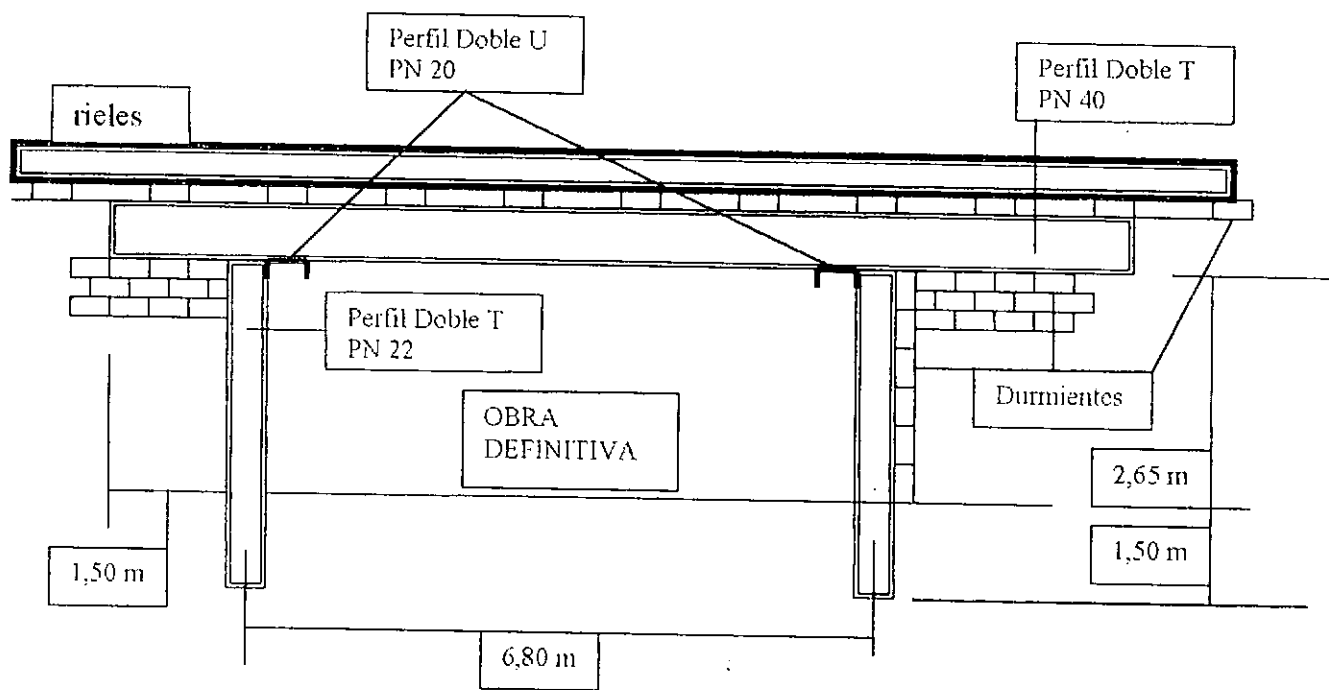 Perfil Doble U
PN 20
Perfil Doble T
PN 40
rieles
Perfil Doble T
PN 22
Durmientes
OBRA
DEFINITIVA
2,65 m
1,50 m
1,50 m
6,80 m